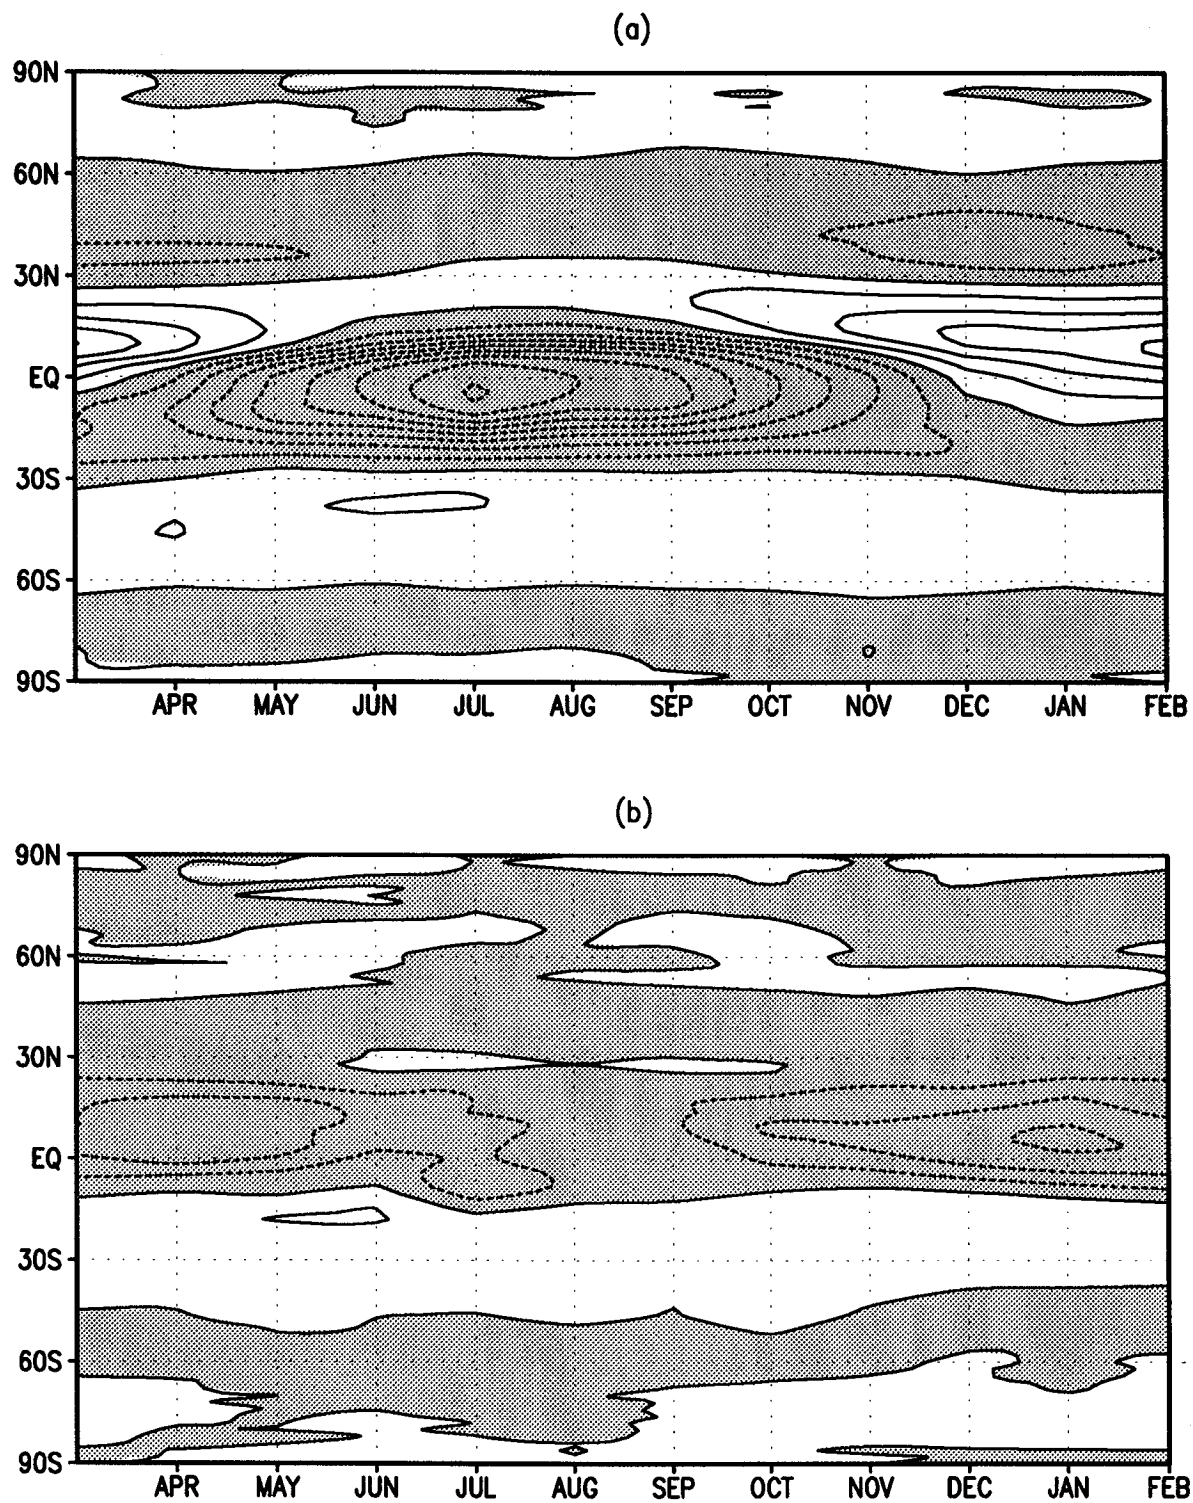 (a)
90N
60N
30N
EQ
30S
60S
90S
APR MAY JUN JUL AUG SEP OCT NOV DEC JAN FEB
(b)
90N
60N
30N
EQ
30S
60S
90S
APR MAY JUN JUL AUG SEP OCT NOV DEC JAN FEB